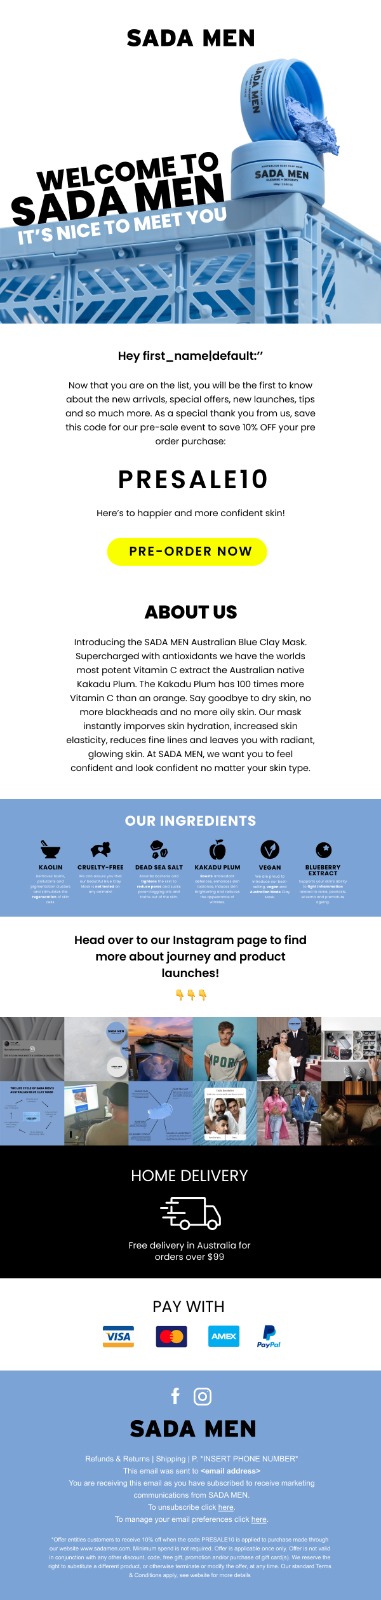 SADA MEN
SADA MEN
SADA MEN
WELCOME TO
SADA MEN
IT'S NICE TO MEET YOU
Hey first_name|default:''
Now that you are on the list, you will be the first to know
about the new arrivals, special offers, new launches, tips
and so much more. As a special thank you from us, save
this code for our pre-sale event to save 10% OFF your pre
order purchase:
PRESALE10
Here's to happier and more confident skin!
PRE-ORDER NOW
ABOUT US
Introducing the SADA MEN Australian Blue Clay Mask.
Supercharged with antioxidants we have the worlds
most potent Vitamin C extract the Australian native
Kakadu Plum. The Kakadu Plum has 100 times more
Vitamin C than an orange. Say goodbye to dry skin, no
more blackheads and no more oily skin. Our mask
instantly imporves skin hydration, increased skin
elasticity, reduces fine lines and leaves you with radiant,
glowing skin. At SADA MEN, we want you to feel
confident and look confident no matter your skin type.
OUR INGREDIENTS
KAOLIN
CRUELTY-FREE
DEAD SEA SALT
KAKADU PLUM
VEGAN
BLUEBERRY
EXTRACT
Head over to our Instagram page to find
more about journey and product
launches!
HOME DELIVERY
Free delivery in Australia for
orders over $99
PAY WITH
VISA
AMEX
PayPal
SADA MEN
Refunds & Returns | Shipping | P. *INSERT PHONE NUMBER*
This email was sent to <email address>
You are receiving this email as you have subscribed to receive marketing
communications from SADA MEN.
To unsubscribe click here.
To manage your email preferences click here.
*Offer entitles customers to receive 10% off when the code PRESALE10 is applied to purchase made through
our website www.sadamen.com. Minimum spend is not required. Offer is applicable once only. Offer is not valid
in conjunction with any other discount, code, free gift, promotion and/or purchase of gift card(s). We reserve the
right to substitute a different product, or otherwise terminate or modify the offer, at any time. Our standard Terms
& Conditions apply, see website for more details.